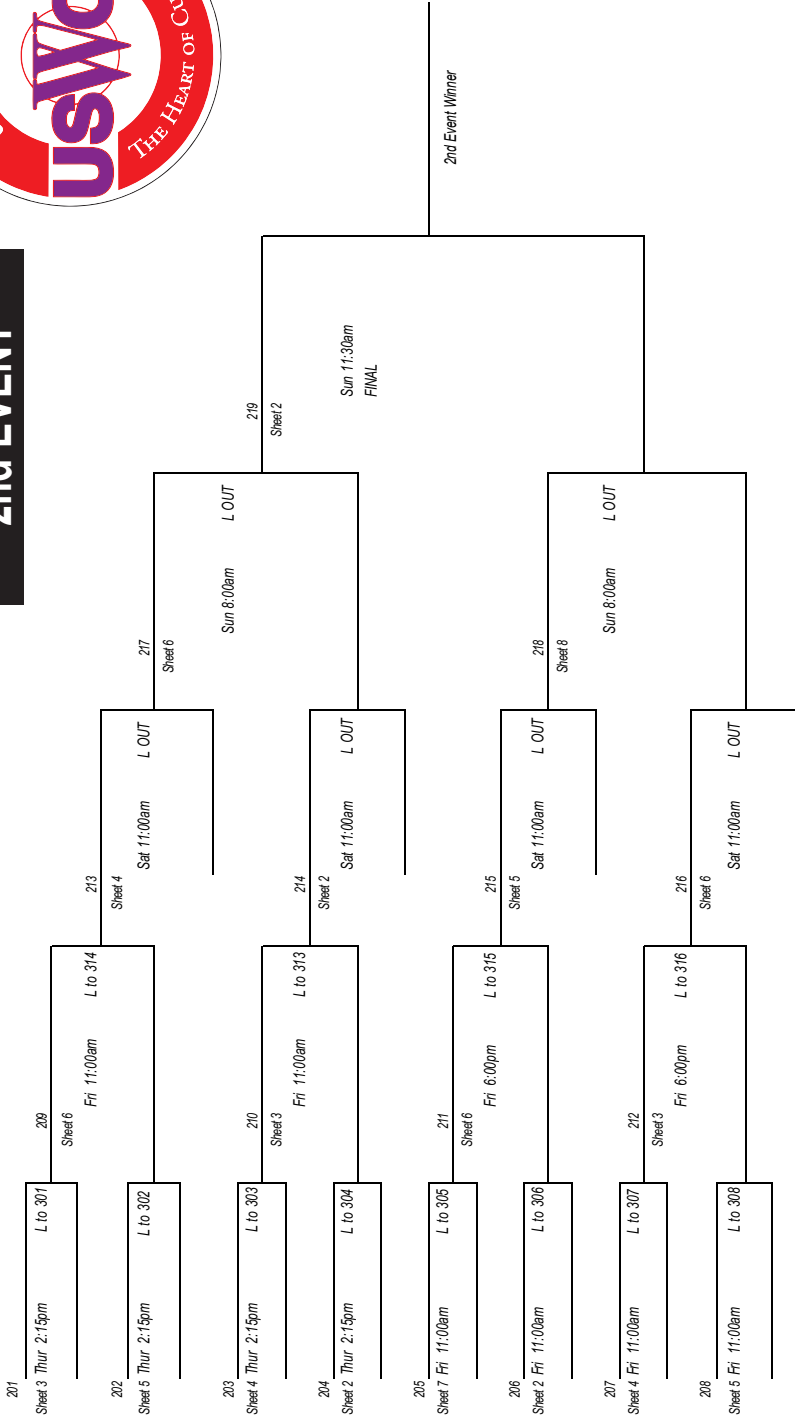 2nd EVENT
usWo
THE HEART OF CU
2nd Event Winner
201
Sheet 3 Thur 2:15pm L to 301
202
Sheet 5 Thur 2:15pm L to 302
203
Sheet 4 Thur 2:15pm L to 303
204
Sheet 2 Thur 2:15pm L to 304
205
Sheet 7 Fri 11:00am L to 305
206
Sheet 2 Fri 11:00am L to 306
207
Sheet 4 Fri 11:00am L to 307
208
Sheet 5 Fri 11:00am L to 308
209
Sheet 6
Fri 11:00am L to 314
210
Sheet 3
Fri 11:00am L to 313
211
Sheet 6
Fri 6:00pm L to 315
212
Sheet 3
Fri 6:00pm L to 316
213
Sheet 4
Sat 11:00am L OUT
214
Sheet 2
Sat 11:00am L OUT
215
Sheet 5
Sat 11:00am L OUT
216
Sheet 6
Sat 11:00am L OUT
217
Sheet 6
Sun 8:00am L OUT
218
Sheet 8
Sun 8:00am L OUT
219
Sheet 2
Sun 11:30am
FINAL